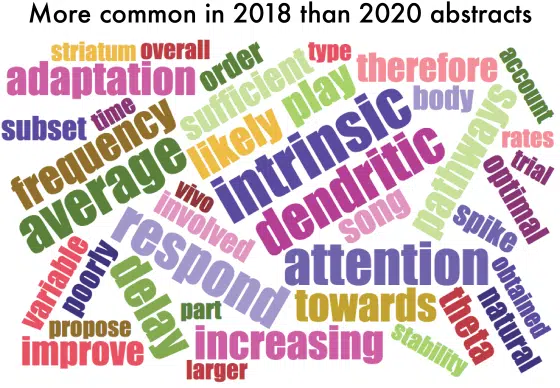 More common in 2018 than 2020 abstracts
striatum
overall
order
type
therefore
account
adaptation
sufficient
play
body
subset
time
frequency
likely
intrinsic
pathways
rates
average
vivo
dendritic
trial
optimal
involved
song
spike
respond
attention
obtained
variable
poorly
delay
part
towards
theta
natural
propose
improve
increasing
stability
larger